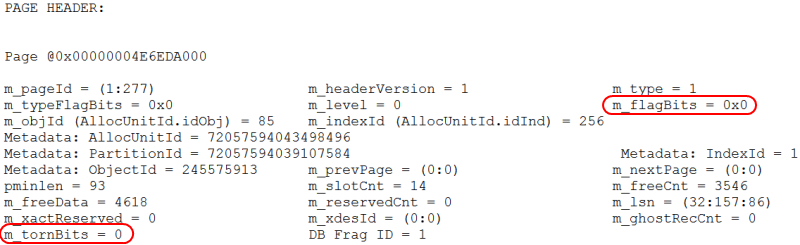 PAGE HEADER:
Page @0x00000004E6EDA000
m_pageId = (1:277) m_headerVersion = 1 m_type = 1
m_typeFlagBits = 0x0 m_level = 0 m_flagBits = 0x0
m_objId (AllocUnitId.idObj) = 85 m_indexId (AllocUnitId.idInd) = 256
Metadata: AllocUnitId = 72057594043498496
Metadata: PartitionId = 72057594039107584 Metadata: IndexId = 1
Metadata: ObjectId = 245575913 m_prevPage = (0:0) m_nextPage = (0:0)
pminlen = 93 m_slotCnt = 14 m_freeCnt = 3546
m_freeData = 4618 m_reservedCnt = 0 m_lsn = (32:157:86)
m_xactReserved = 0 m_xdesId = (0:0) m_ghostRecCnt = 0
m_tornBits = 0 DB Frag ID = 1